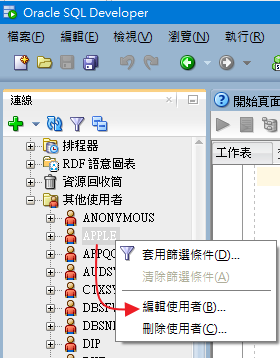 Oracle SQL Developer
檔案(F) 編輯(E) 檢視(V) 瀏覽(N) 執行(R)
連線
開始頁面
排程器
RDF 語意圖表
資源回收筒
工作表
其他使用者
ANONYMOUS
APPLE
APPQO
套用篩選條件(D)...
AUDSY
清除篩選條件(A)
CTXSY
DBSF
編輯使用者(B)...
DBSN
刪除使用者(C)...
DIP